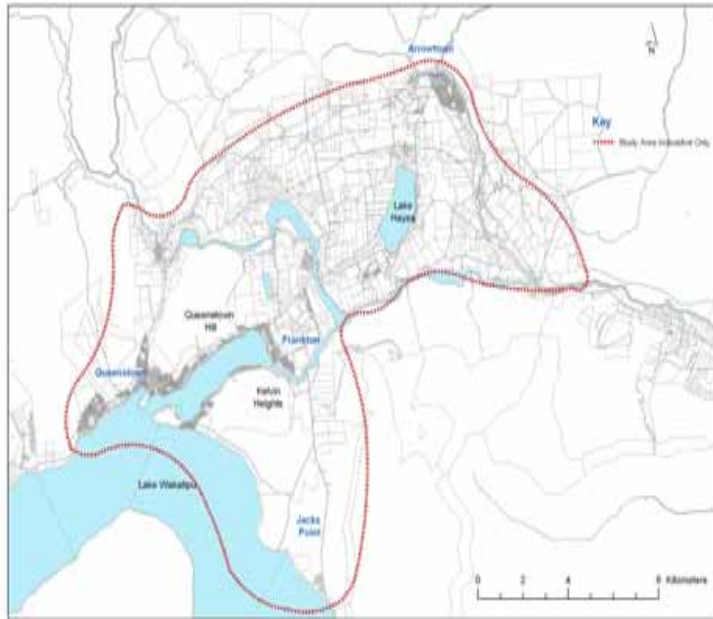 Arrowtown
N
Key
Study Area Indicative Only
Lake
Hayes
Queenstown
Hill
Frankton
Queenstown
Kelvin
Heights
Lake Wakatipu
Jacks
Point
0 2 4 8
Kilometers